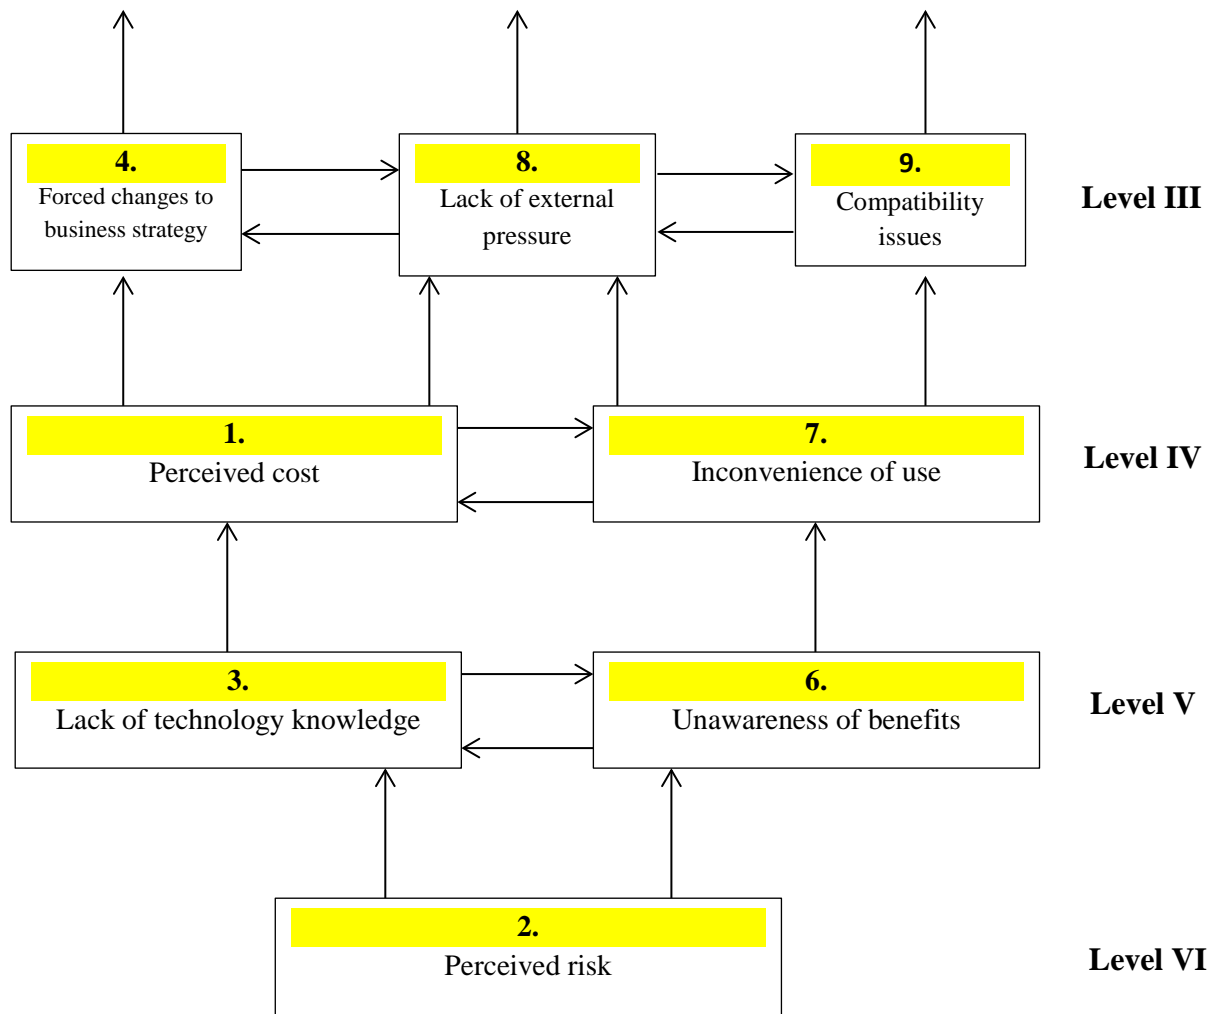 4.
Forced changes to
business strategy
8.
Lack of external
pressure
9.
Compatibility
issues
Level III
1.
Perceived cost
7.
Inconvenience of use
Level IV
3.
Lack of technology knowledge
6.
Unawareness of benefits
Level V
2.
Perceived risk
Level VI